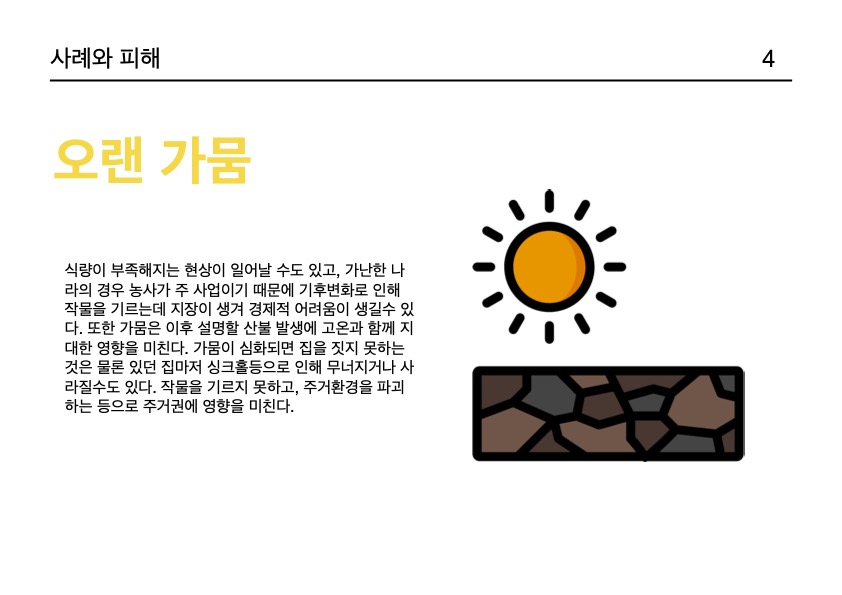 사례와 피해
4
오랜 가뭄
식량이 부족해지는 현상이 일어날 수도 있고, 가난한 나
라의 경우 농사가 주 사업이기 때문에 기후변화로 인해
작물을 기르는데 지장이 생겨 경제적 어려움이 생길수 있
다. 또한 가뭄은 이후 설명할 산불 발생에 고온과 함께 지
대한 영향을 미친다. 가뭄이 심화되면 집을 짓지 못하는
것은 물론 있던 집마저 싱크홀등으로 인해 무너지거나 사
라질수도 있다. 작물을 기르지 못하고, 주거환경을 파괴
하는 등으로 주거권에 영향을 미친다.